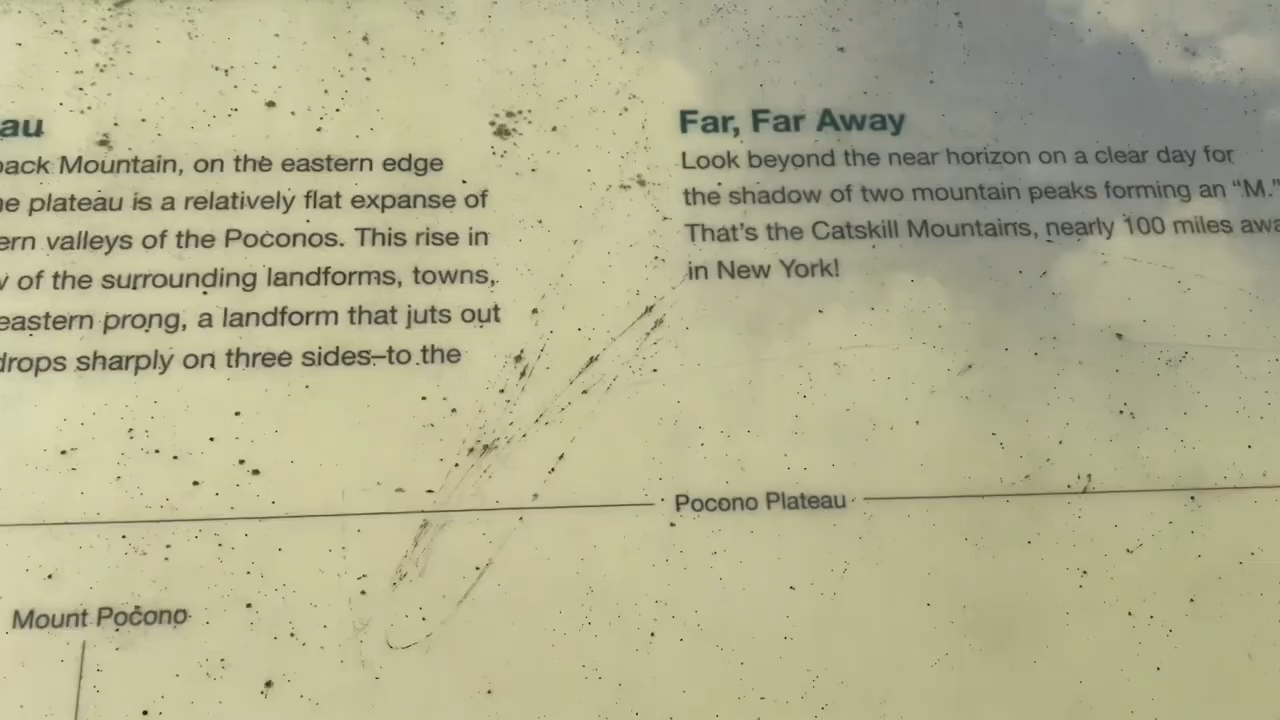 au
back Mountain, on the eastern edge
he plateau is a relatively flat expanse of
ern valleys of the Poconos. This rise in
of the surrounding landforms, towns,
eastern prong, a landform that juts out
drops sharply on three sides–to the
Far, Far Away
Look beyond the near horizon on a clear day for
the shadow of two mountain peaks forming an “M.”
That's the Catskill Mountains, nearly 100 miles awa
in New York!
Pocono Plateau
Mount Pocono